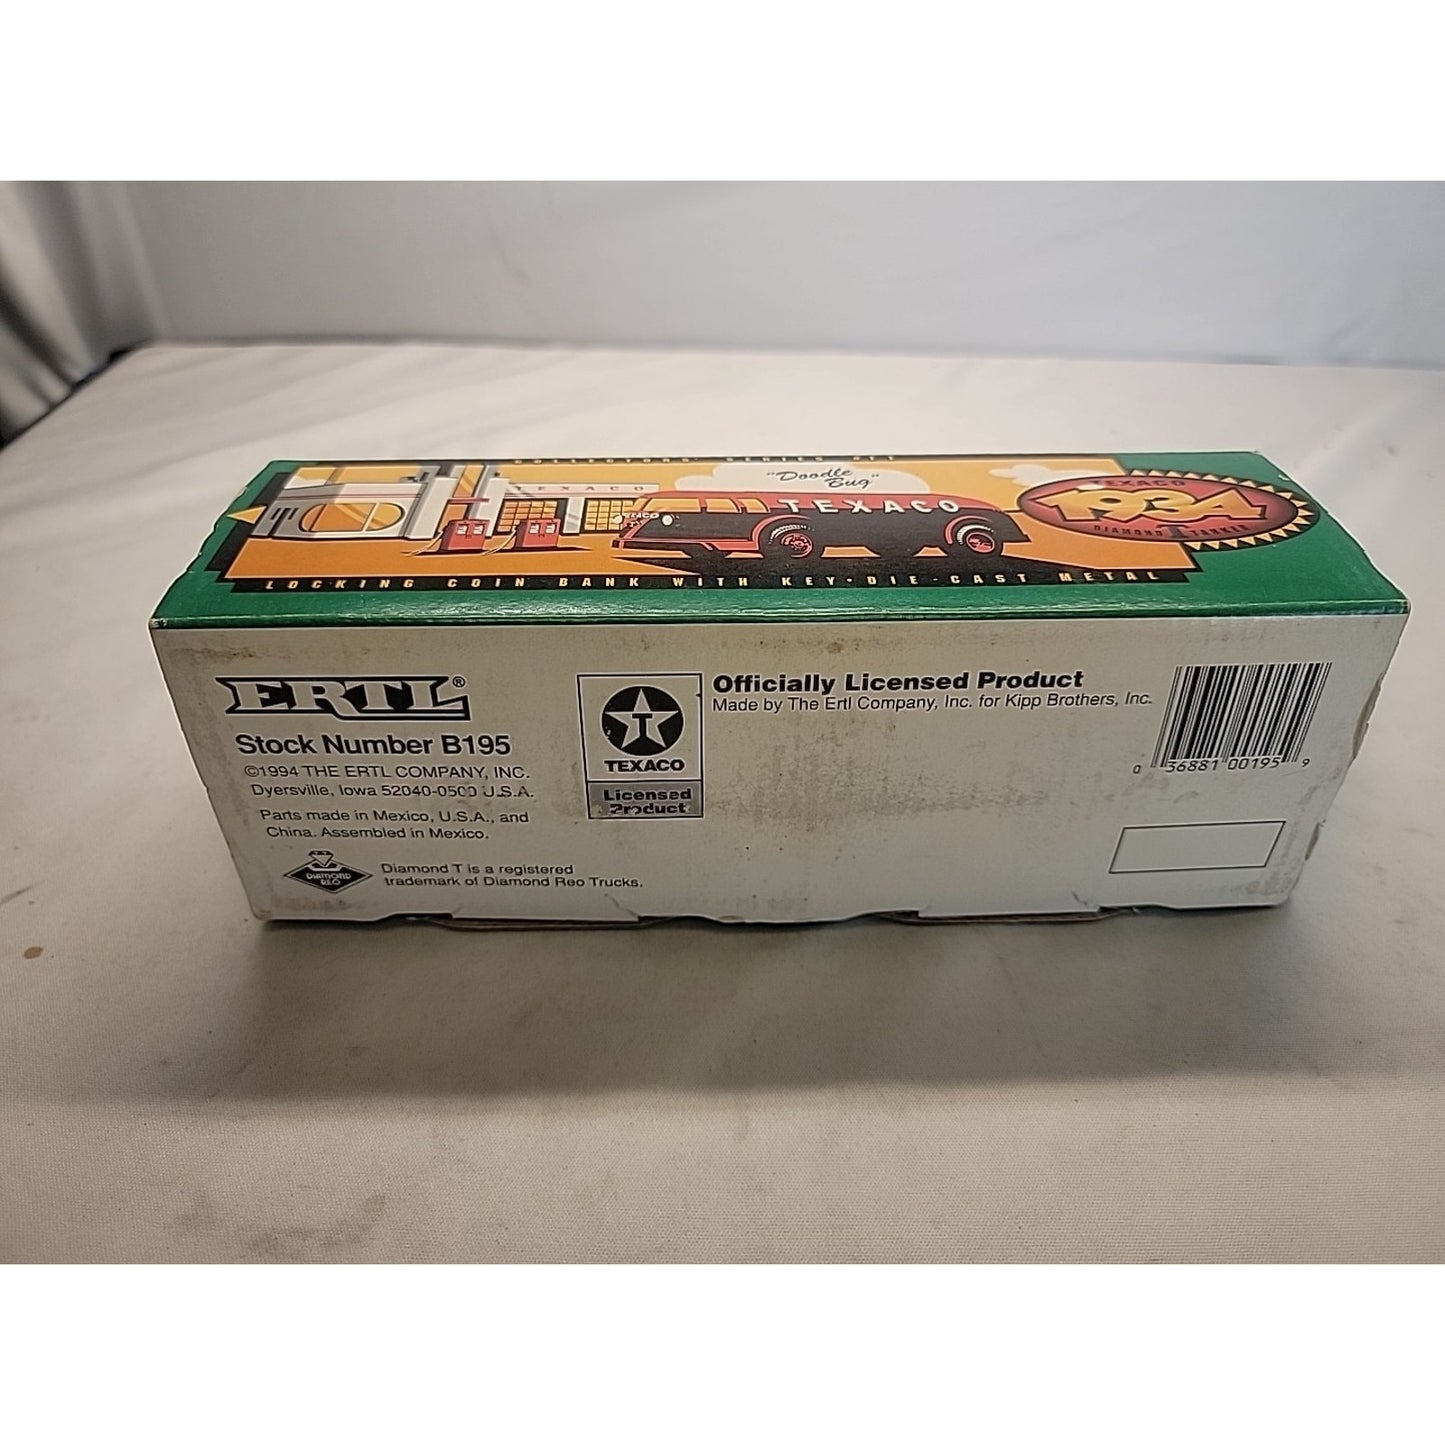 COLLECTORS' SERIES #11
"Doodle
Bug"
TEXACO
TEXACO
TEXACO
TEXACO
1934
DIAMOND T TANKER
LOCKING COIN BANK WITH KEY • DIE-CAST METAL
ERTL®
Stock Number B195
©1994 THE ERTL COMPANY, INC.
Dyersville, Iowa 52040-0500 U.S.A.
Parts made in Mexico, U.S.A., and
China. Assembled in Mexico.
DIAMOND
REO
Diamond T is a registered
trademark of Diamond Reo Trucks.
T
TEXACO
Licensed
Product
Officially Licensed Product
Made by The Ertl Company, Inc. for Kipp Brothers, Inc.
0 36881 00195 9